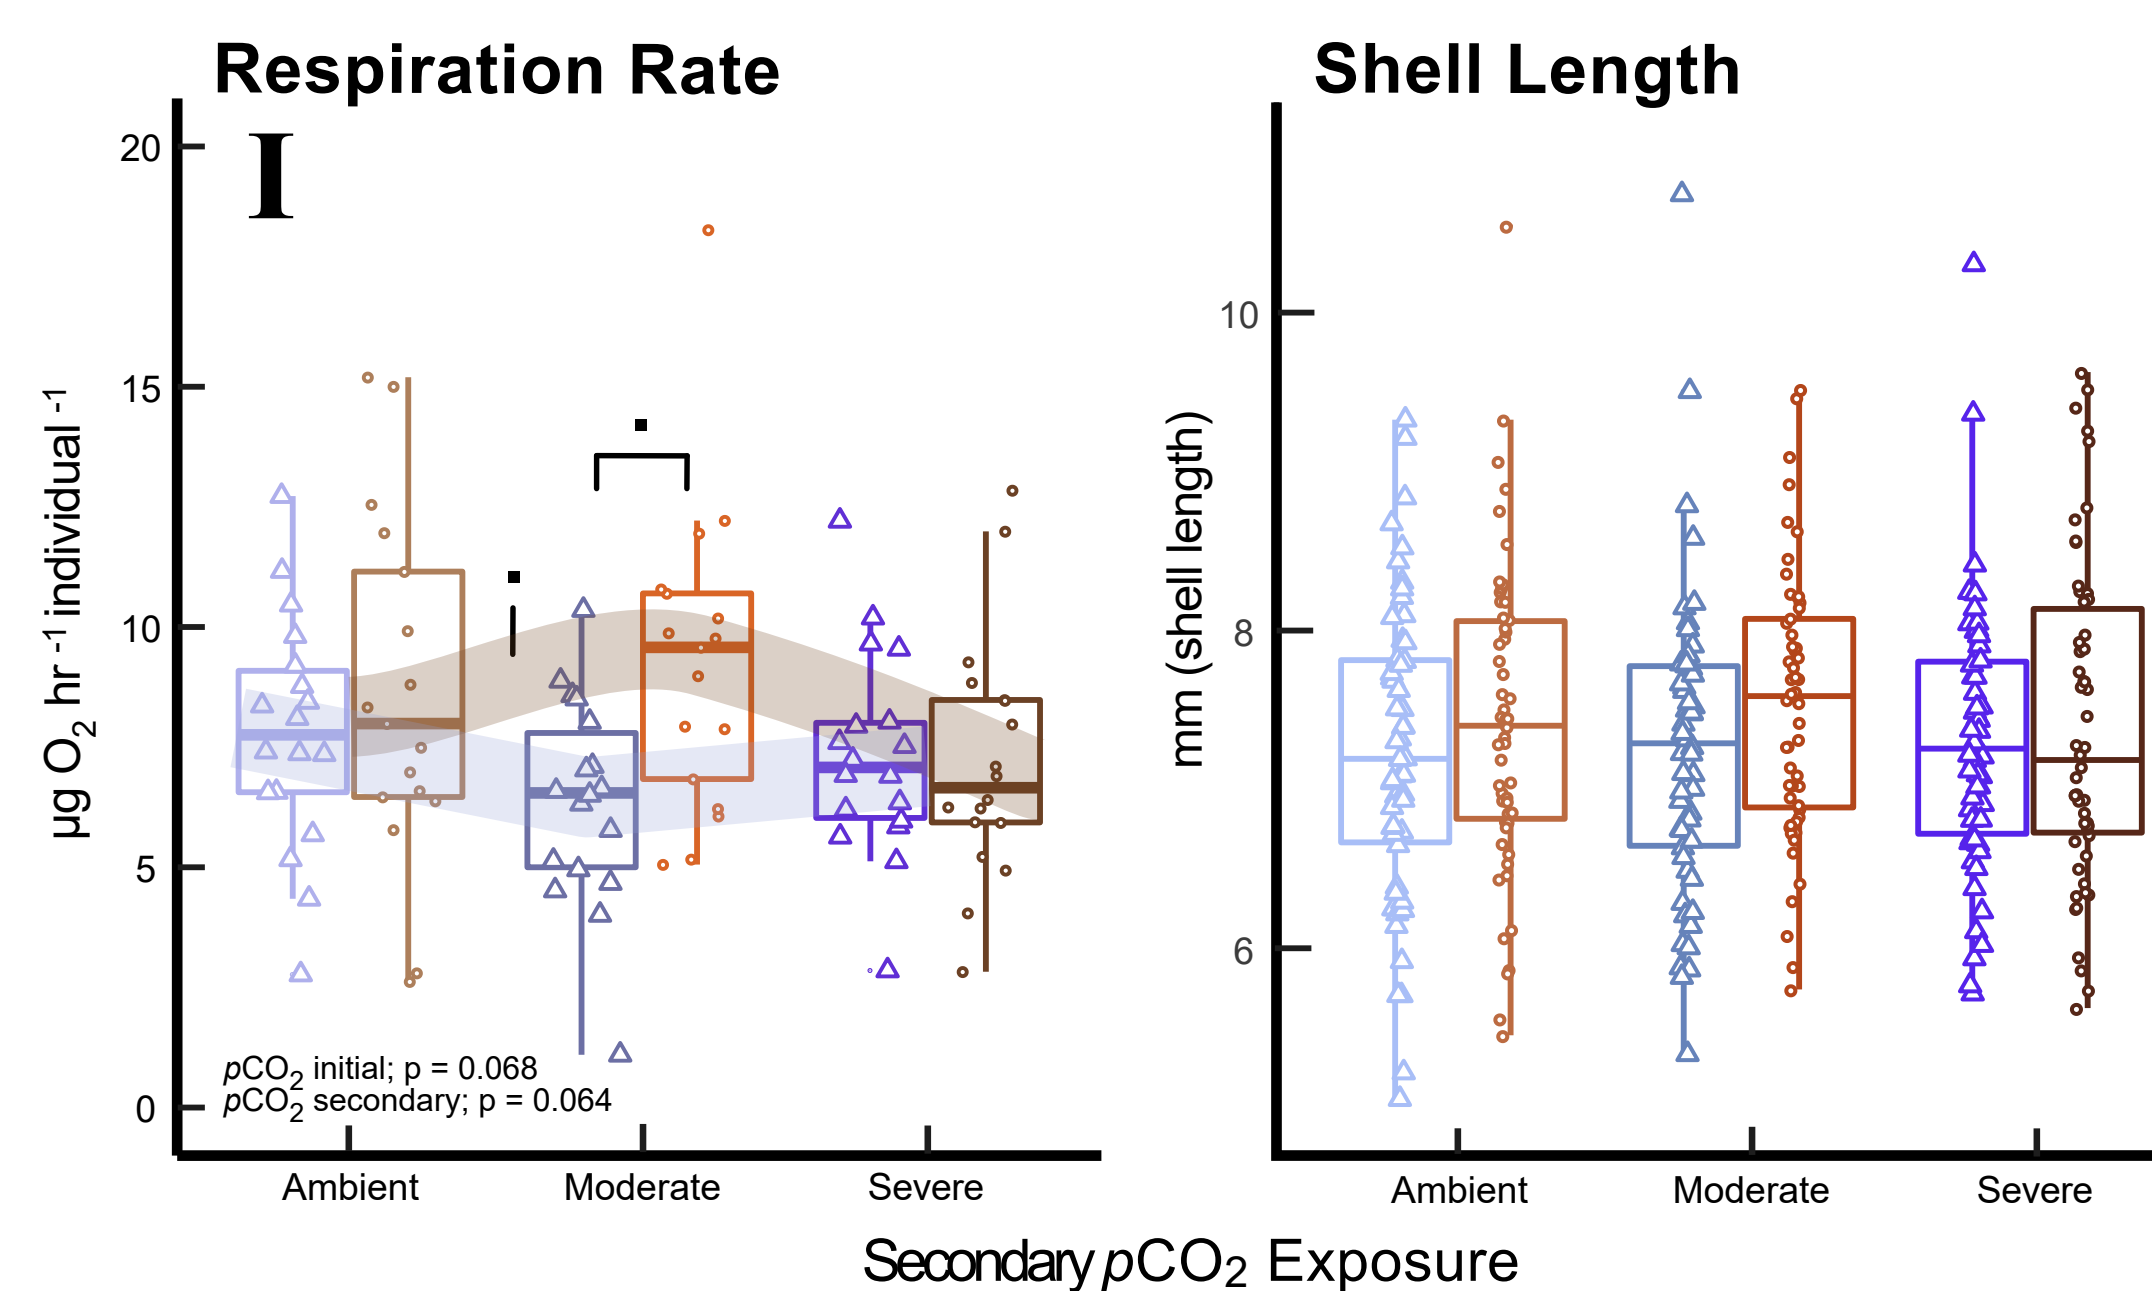 Respiration Rate
I
20
15
10
5
0
µg O2 hr -1 individual -1
pCO2 initial; p = 0.068
pCO2 secondary; p = 0.064
Ambient Moderate Severe
Shell Length
10
8
6
mm (shell length)
Ambient Moderate Severe
Secondary pCO2 Exposure